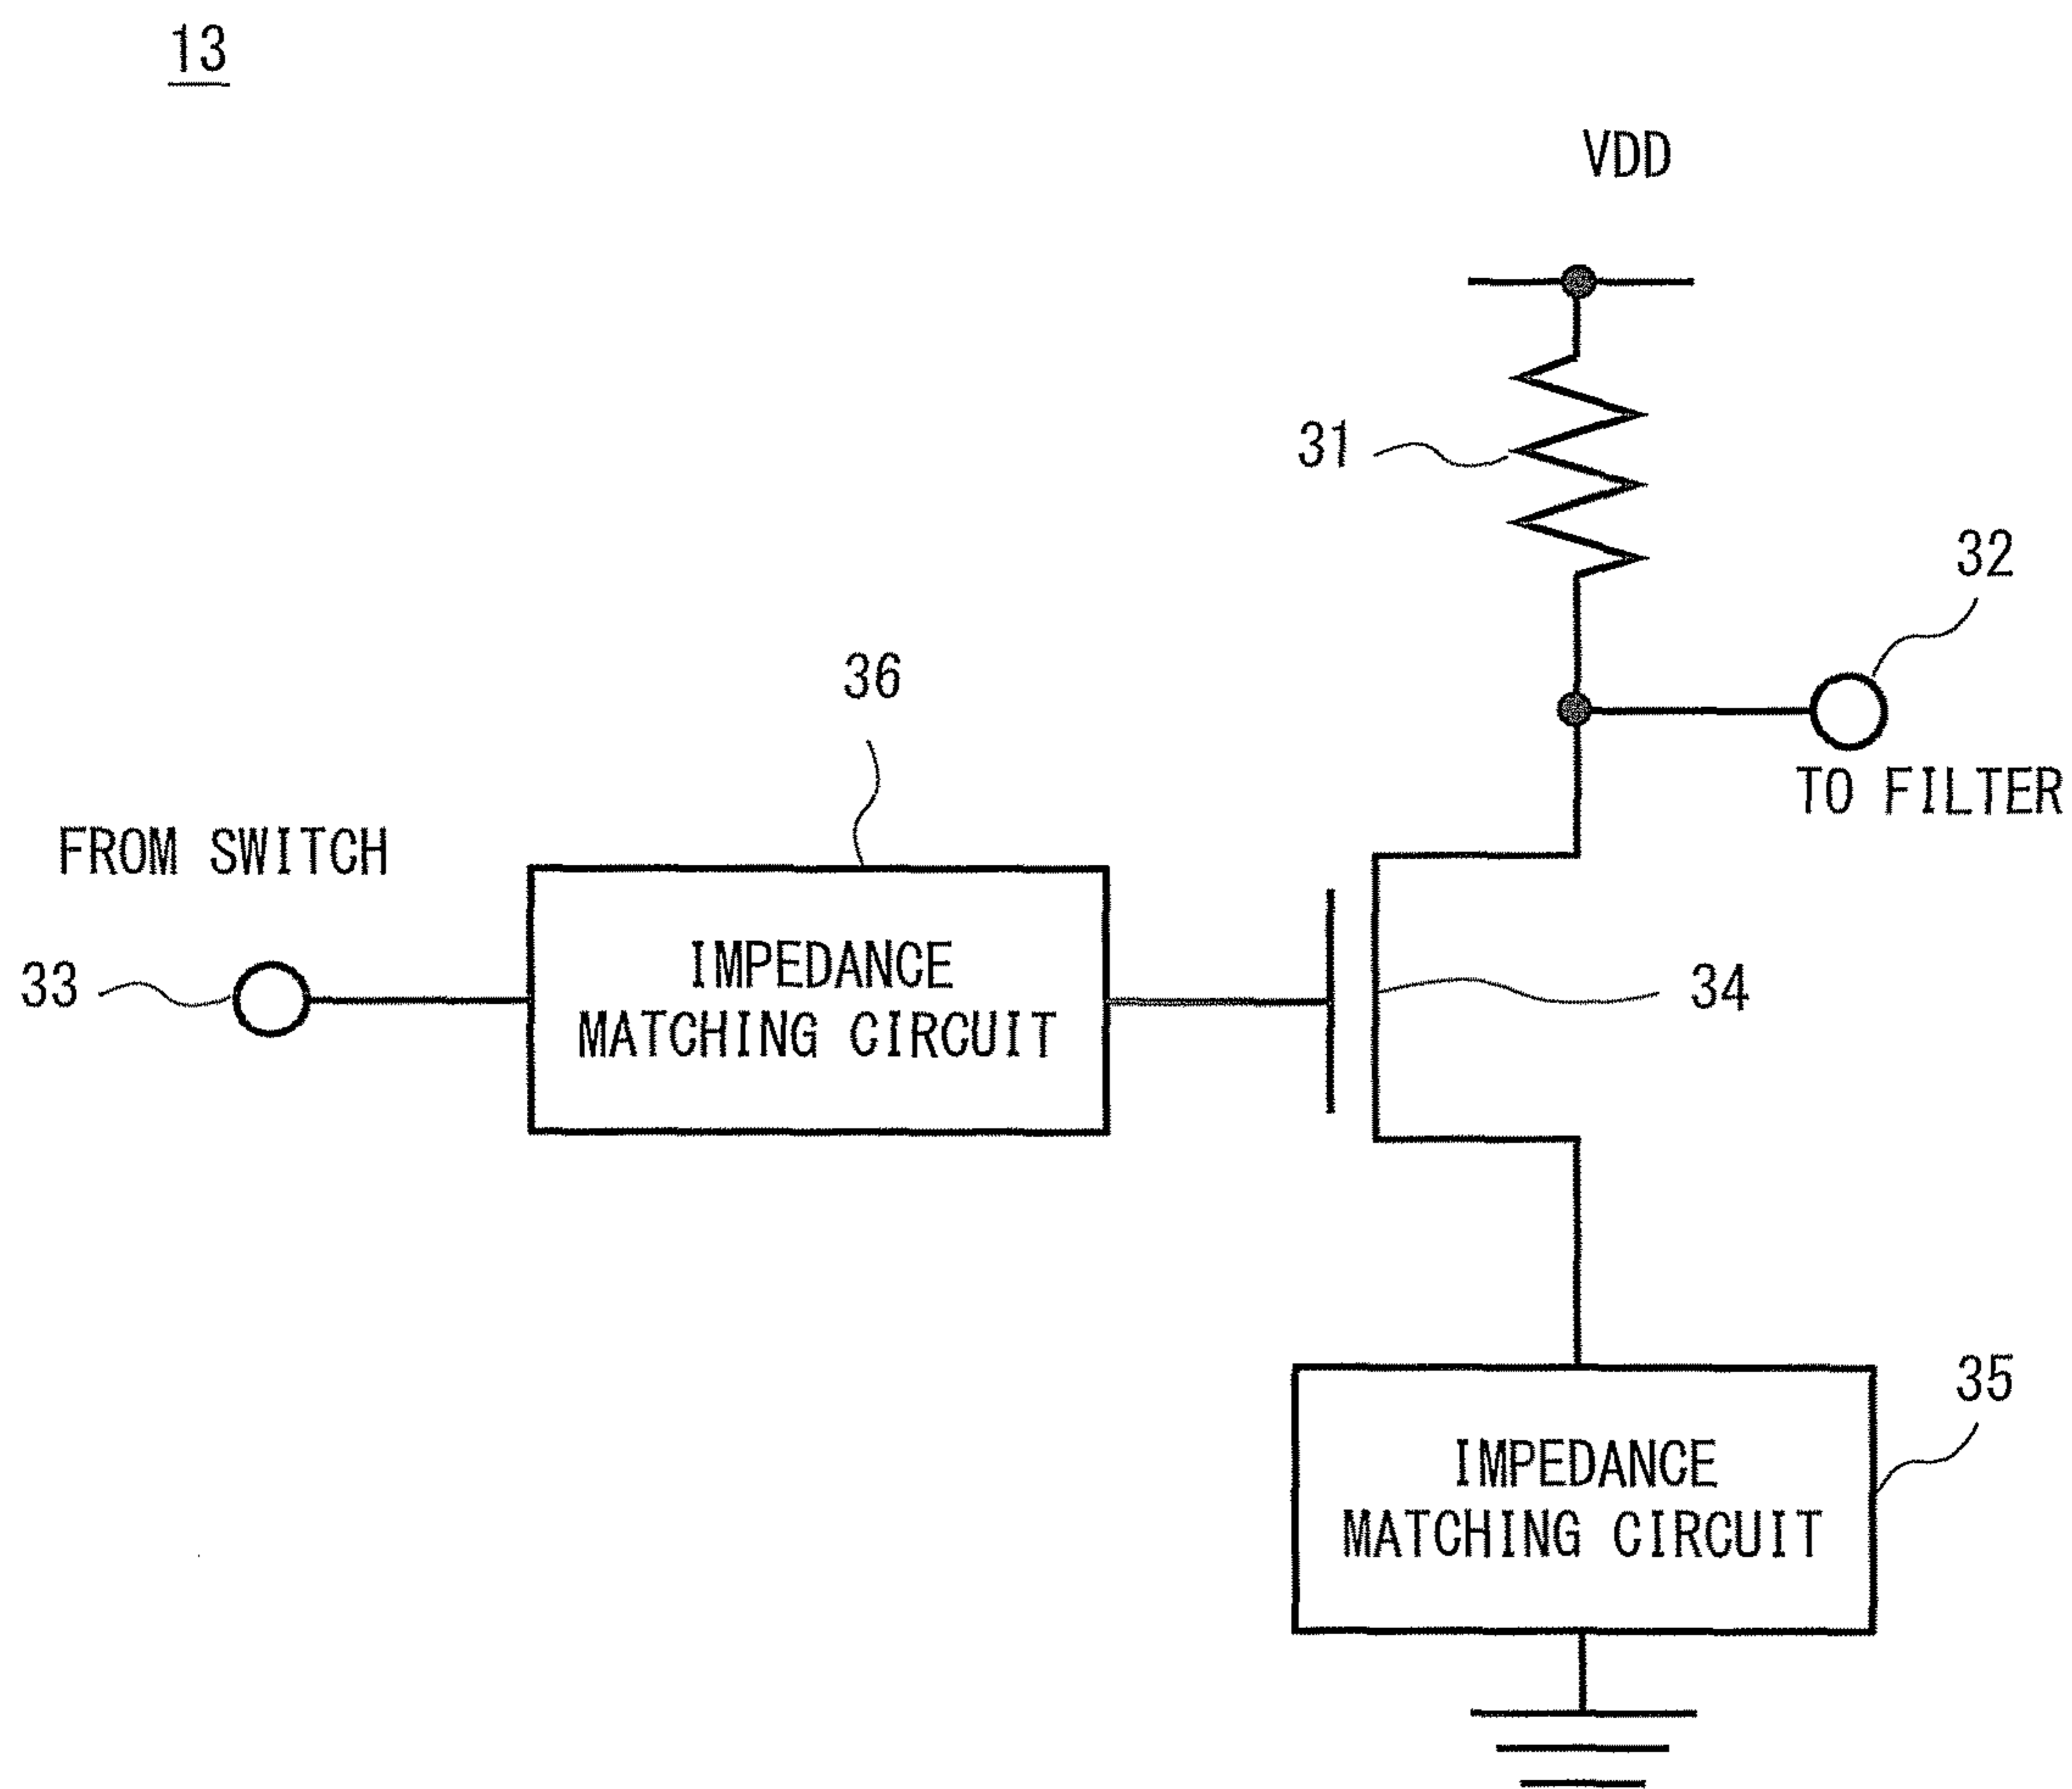 13
VDD
31
32
36
TO FILTER
FROM SWITCH
33
IMPEDANCE
MATCHING CIRCUIT
34
35
IMPEDANCE
MATCHING CIRCUIT